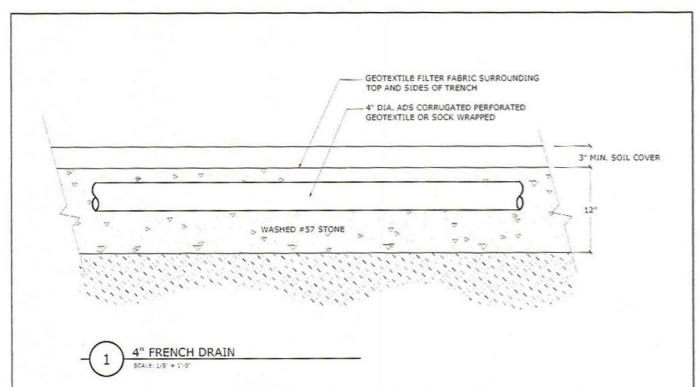 GEOTEXTILE FILTER FABRIC SURROUNDING
TOP AND SIDES OF TRENCH
4" DIA. ADS CORRUGATED PERFORATED
GEOTEXTILE OR SOCK WRAPPED
3" MIN. SOIL COVER
12"
WASHED #57 STONE
1
4" FRENCH DRAIN
SCALE: 1/8" = 1'-0"